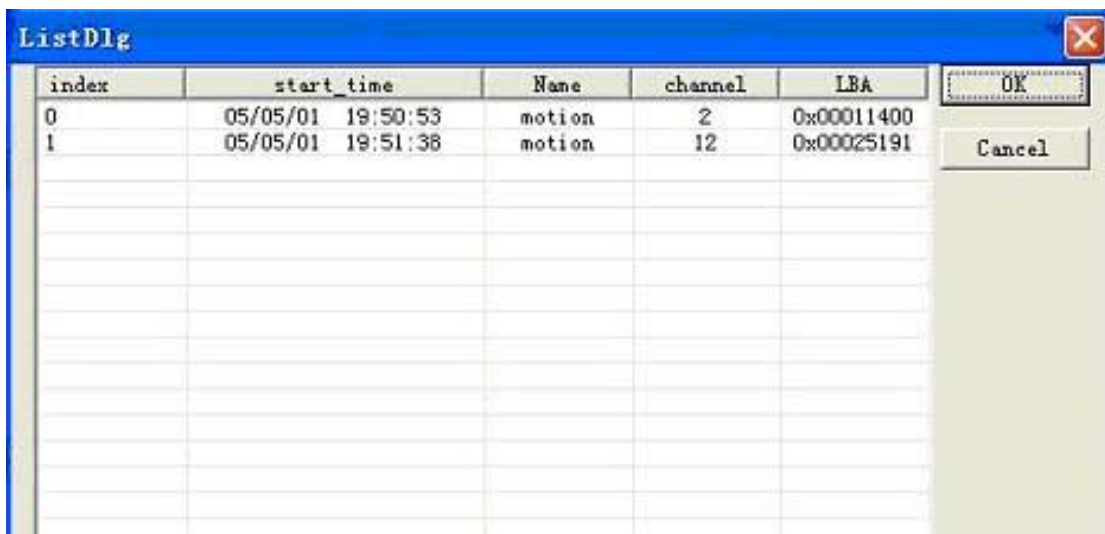 ListDlg
index start_time Name channel LBA OK
0 05/05/01 19:50:53 motion 2 0x00011400
1 05/05/01 19:51:38 motion 12 0x00025191
Cancel